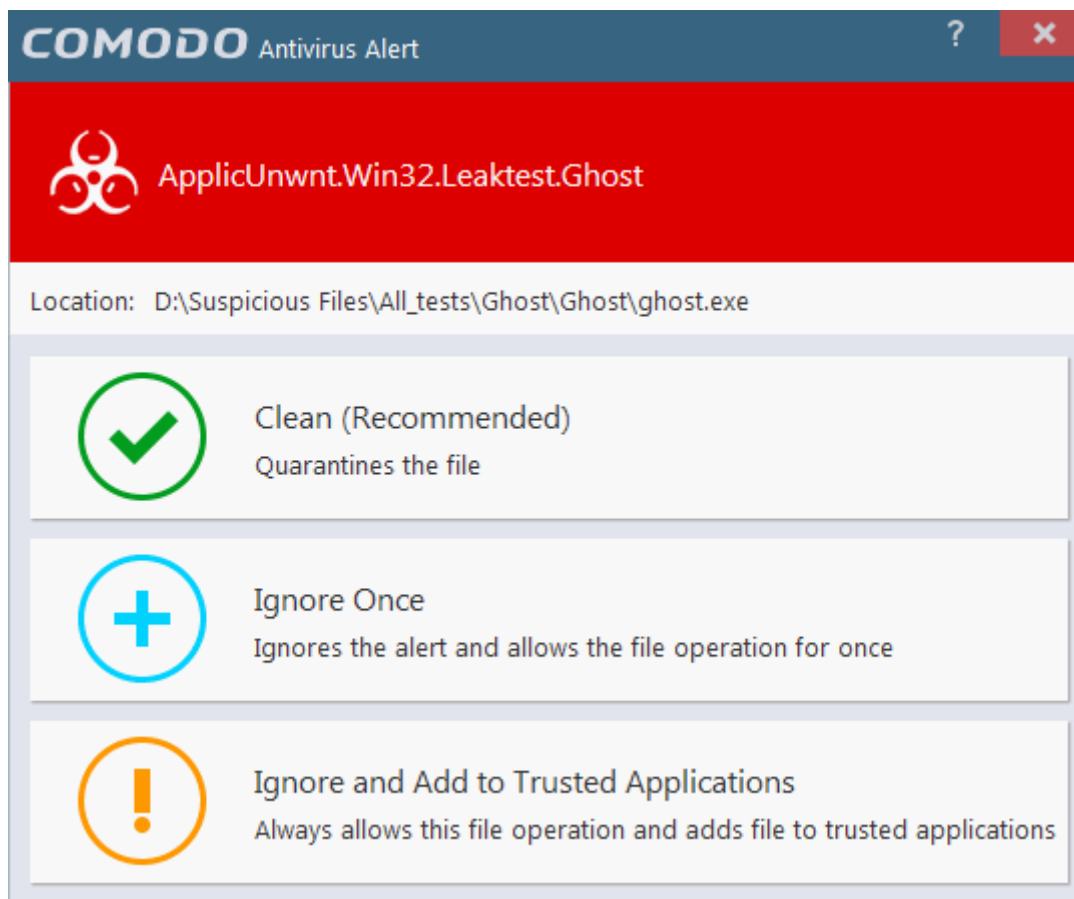 COMODO Antivirus Alert ?
ApplicUnwnt.Win32.Leaktest.Ghost
Location: D:\Suspicious Files\All_tests\Ghost\Ghost\ghost.exe
Clean (Recommended)
Quarantines the file
Ignore Once
Ignores the alert and allows the file operation for once
Ignore and Add to Trusted Applications
Always allows this file operation and adds file to trusted applications